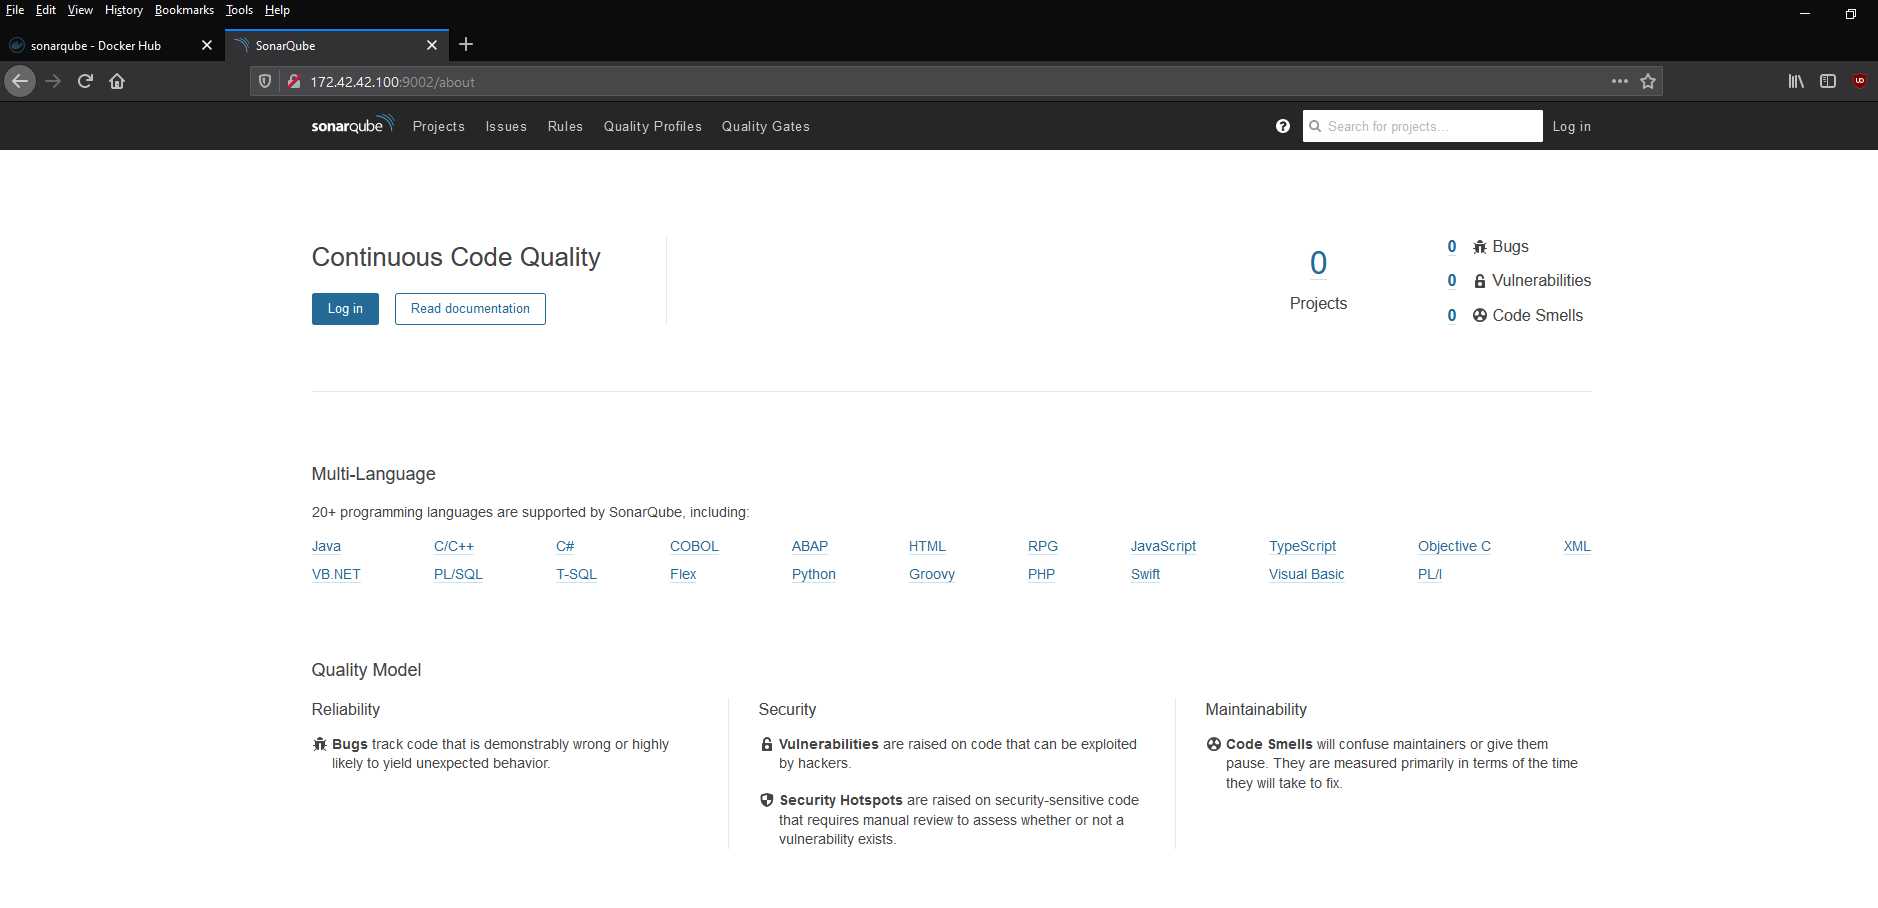 File Edit View History Bookmarks Tools Help
sonarqube - Docker Hub
SonarQube
172.42.42.100:9002/about
sonarqube Projects Issues Rules Quality Profiles Quality Gates Search for projects... Log in
Continuous Code Quality
Log in Read documentation
0
Projects
0 Bugs
0 Vulnerabilities
0 Code Smells
Multi-Language
20+ programming languages are supported by SonarQube, including:
Java C/C++ C# COBOL ABAP HTML RPG JavaScript TypeScript Objective C XML
VB.NET PL/SQL T-SQL Flex Python Groovy PHP Swift Visual Basic PL/I
Quality Model
Reliability
Bugs track code that is demonstrably wrong or highly
likely to yield unexpected behavior.
Security
Vulnerabilities are raised on code that can be exploited
by hackers.
Security Hotspots are raised on security-sensitive code
that requires manual review to assess whether or not a
vulnerability exists.
Maintainability
Code Smells will confuse maintainers or give them
pause. They are measured primarily in terms of the time
they will take to fix.